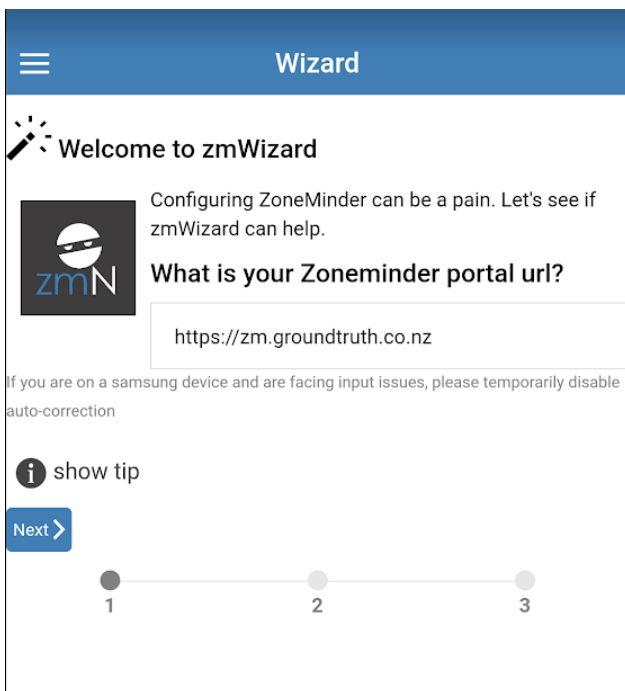 Wizard
Welcome to zmWizard
Configuring ZoneMinder can be a pain. Let's see if
zmWizard can help.
zmN
What is your Zoneminder portal url?
https://zm.groundtruth.co.nz
If you are on a samsung device and are facing input issues, please temporarily disable
auto-correction
i show tip
Next
1 2 3